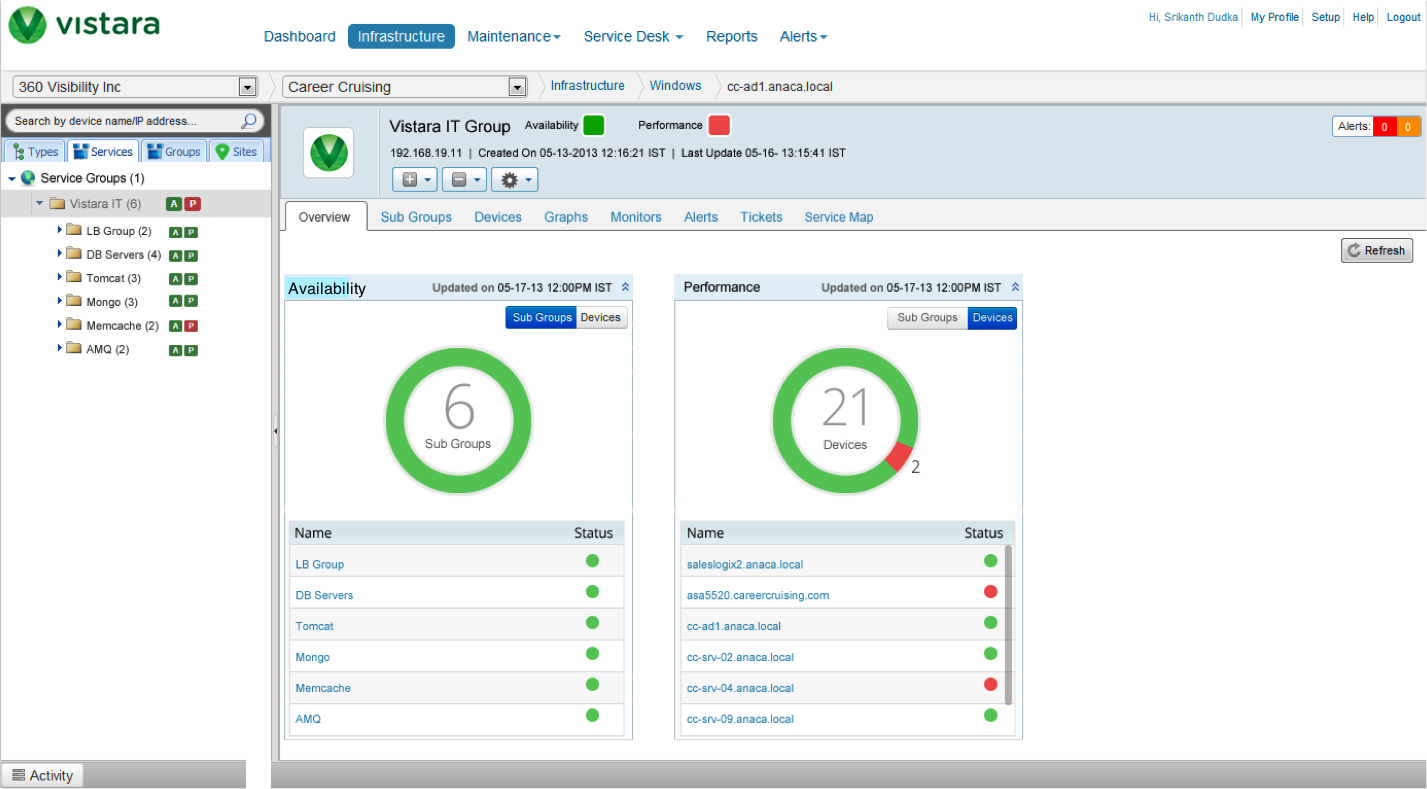 vistara
Hi, Srikanth Dudka My Profile Setup Help Logout
Dashboard Infrastructure Maintenance Service Desk Reports Alerts
360 Visibility Inc Career Cruising Infrastructure Windows cc-ad1.anaca.local
Search by device name/IP address...
Types Services Groups Sites
Service Groups (1)
Vistara IT (6) A P
LB Group (2) A P
DB Servers (4) A P
Tomcat (3) A P
Mongo (3) A P
Memcache (2) A P
AMQ (2) A P
Vistara IT Group Availability Performance
Alerts: 0 0
192.168.19.11 | Created On 05-13-2013 12:16:21 IST | Last Update 05-16- 13:15:41 IST
Overview Sub Groups Devices Graphs Monitors Alerts Tickets Service Map
Refresh
Availability Updated on 05-17-13 12:00PM IST
Sub Groups Devices
6
Sub Groups
Name Status
LB Group
DB Servers
Tomcat
Mongo
Memcache
AMQ
Performance Updated on 05-17-13 12:00PM IST
Sub Groups Devices
21
Devices
2
Name Status
saleslogix2.anaca.local
asa5520.careercruising.com
cc-ad1.anaca.local
cc-srv-02.anaca.local
cc-srv-04.anaca.local
cc-srv-09.anaca.local
Activity